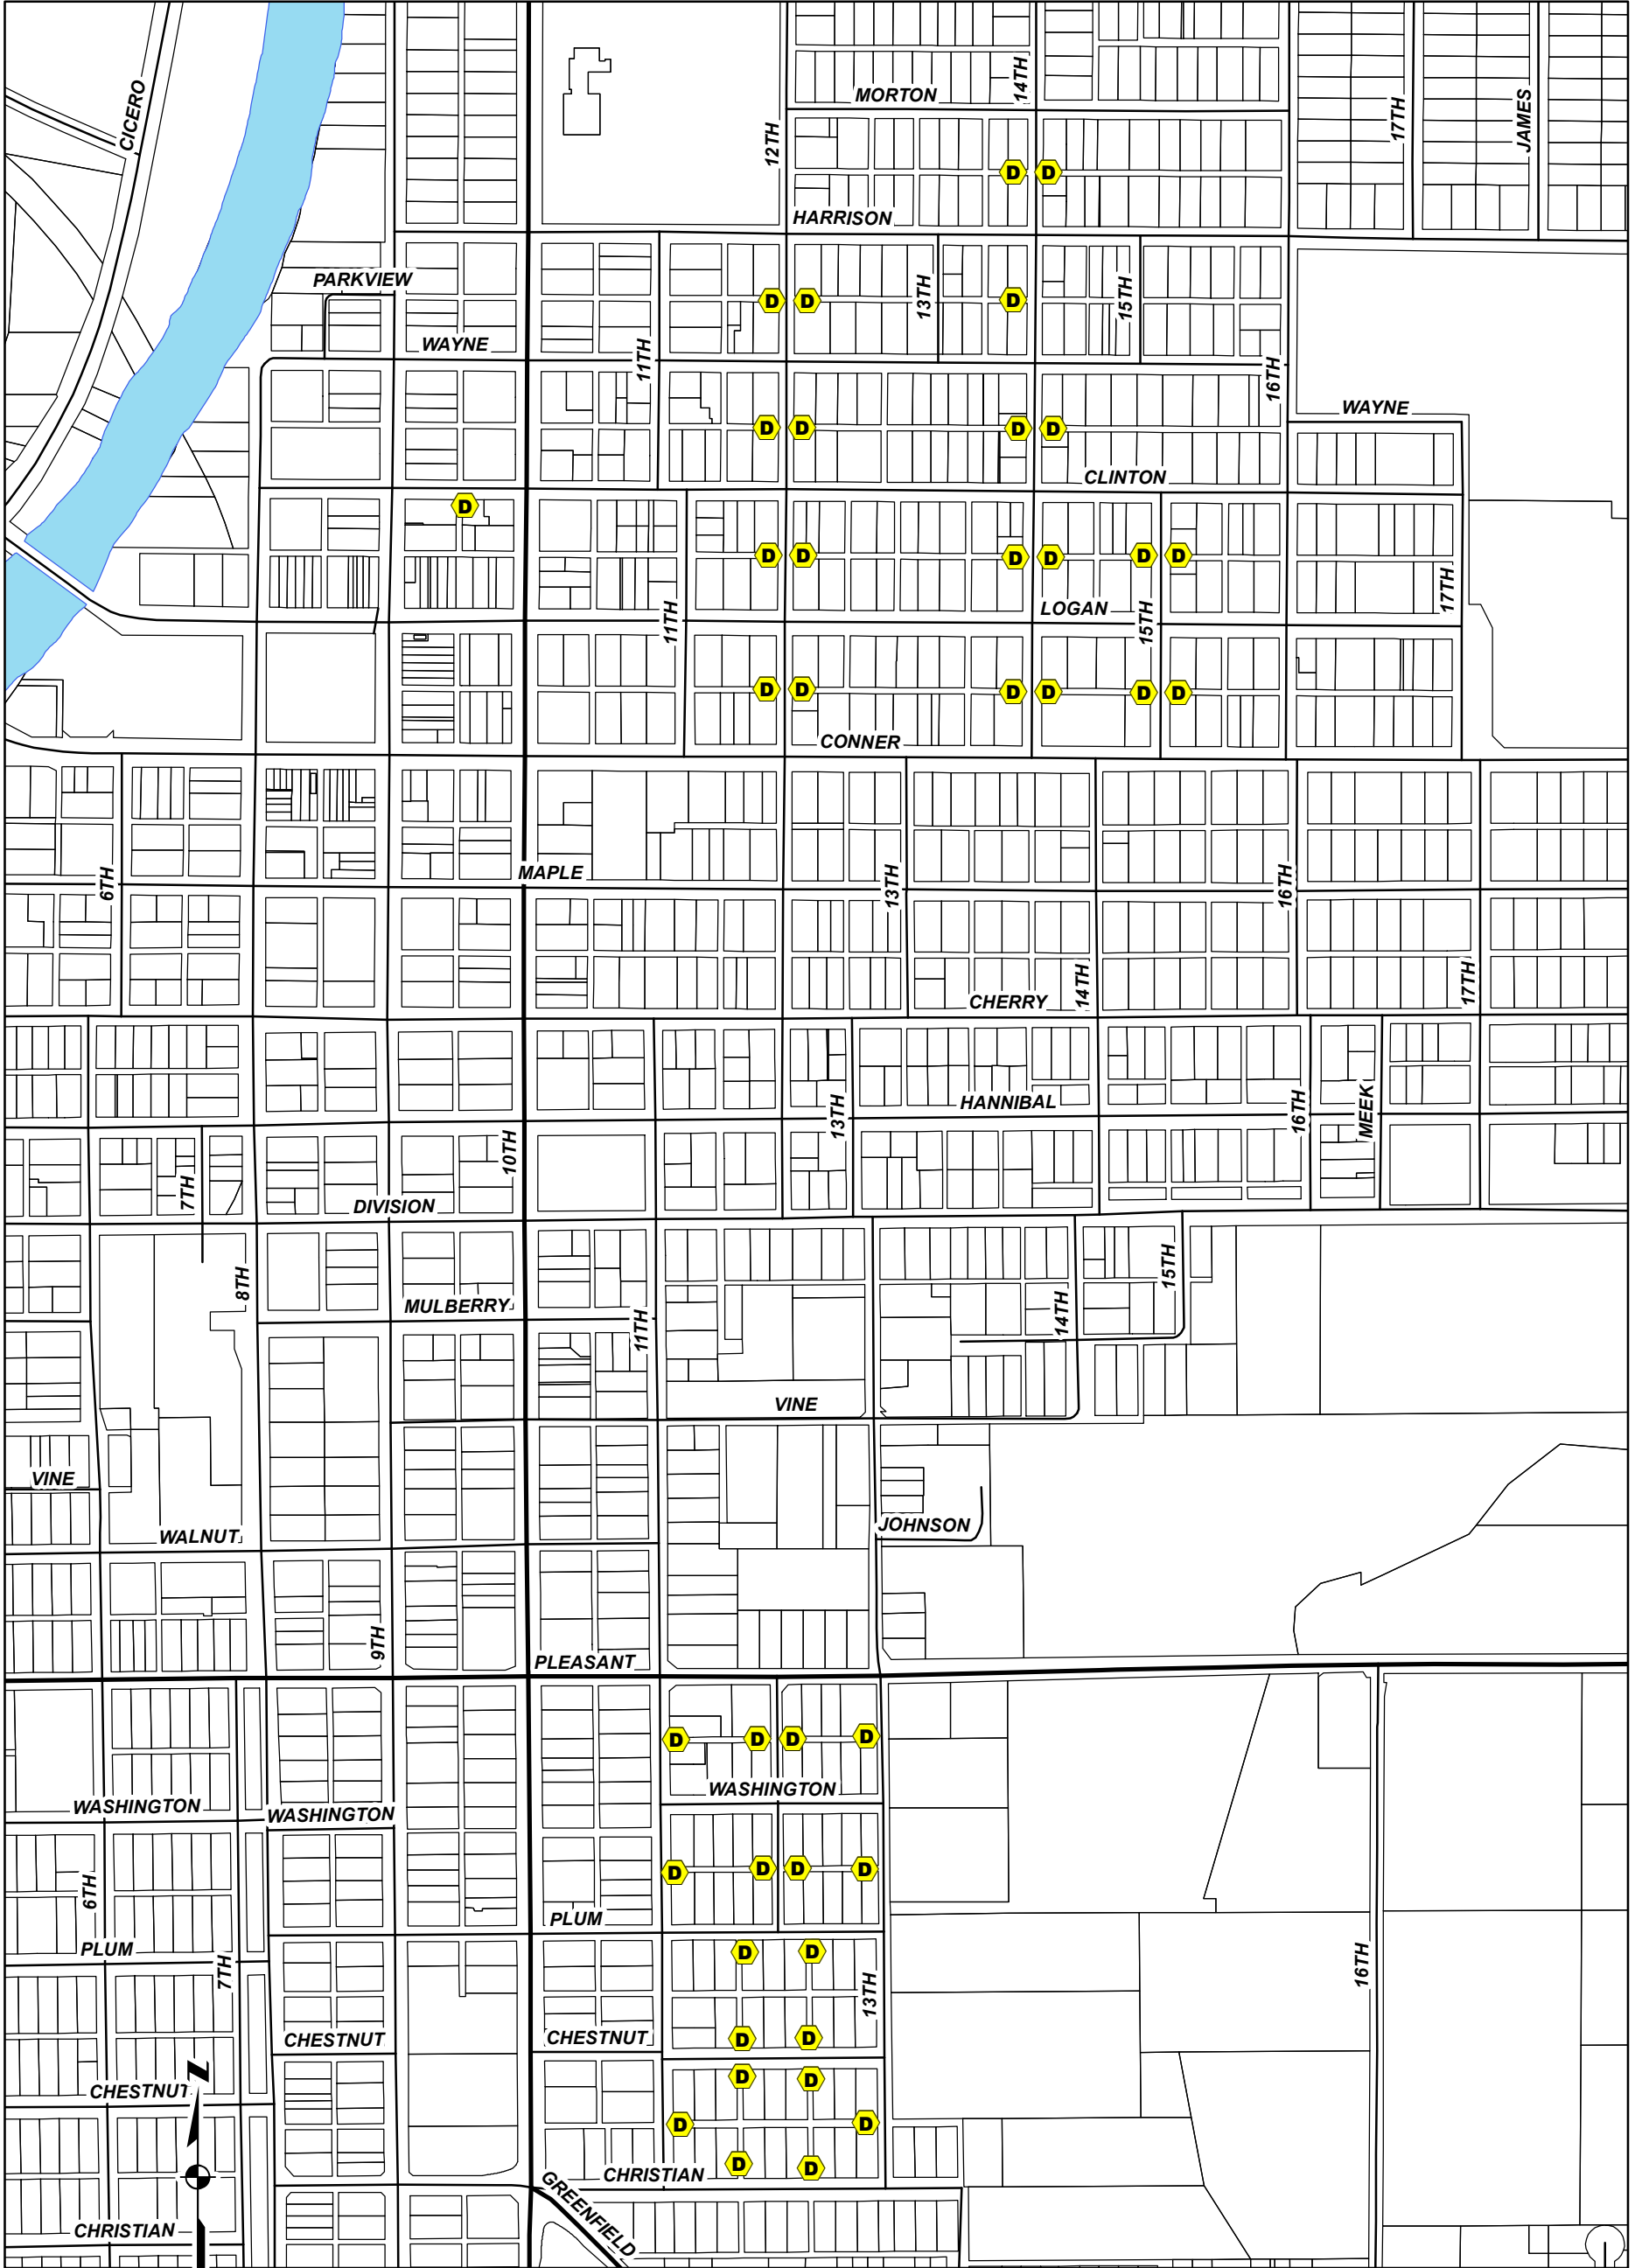 CICERO
14TH
MORTON
17TH
JAMES
12TH
D D
HARRISON
PARKVIEW
13TH
15TH
D D D
WAYNE
11TH
16TH
WAYNE
D D D D
CLINTON
D
D D D D D D
LOGAN
17TH
11TH
15TH
D D D D D D
CONNER
MAPLE
6TH
13TH
16TH
14TH
17TH
CHERRY
HANNIBAL
13TH
16TH
MEEK
10TH
7TH
DIVISION
8TH
15TH
MULBERRY
14TH
11TH
VINE
VINE
WALNUT
JOHNSON
9TH
PLEASANT
D D D D
WASHINGTON
WASHINGTON
WASHINGTON
D D D D
6TH
PLUM
PLUM
D D
7TH
13TH
16TH
CHESTNUT
CHESTNUT
D D
Z
D D
CHESTNUT
D D
D D
CHRISTIAN
GREENFIELD
CHRISTIAN